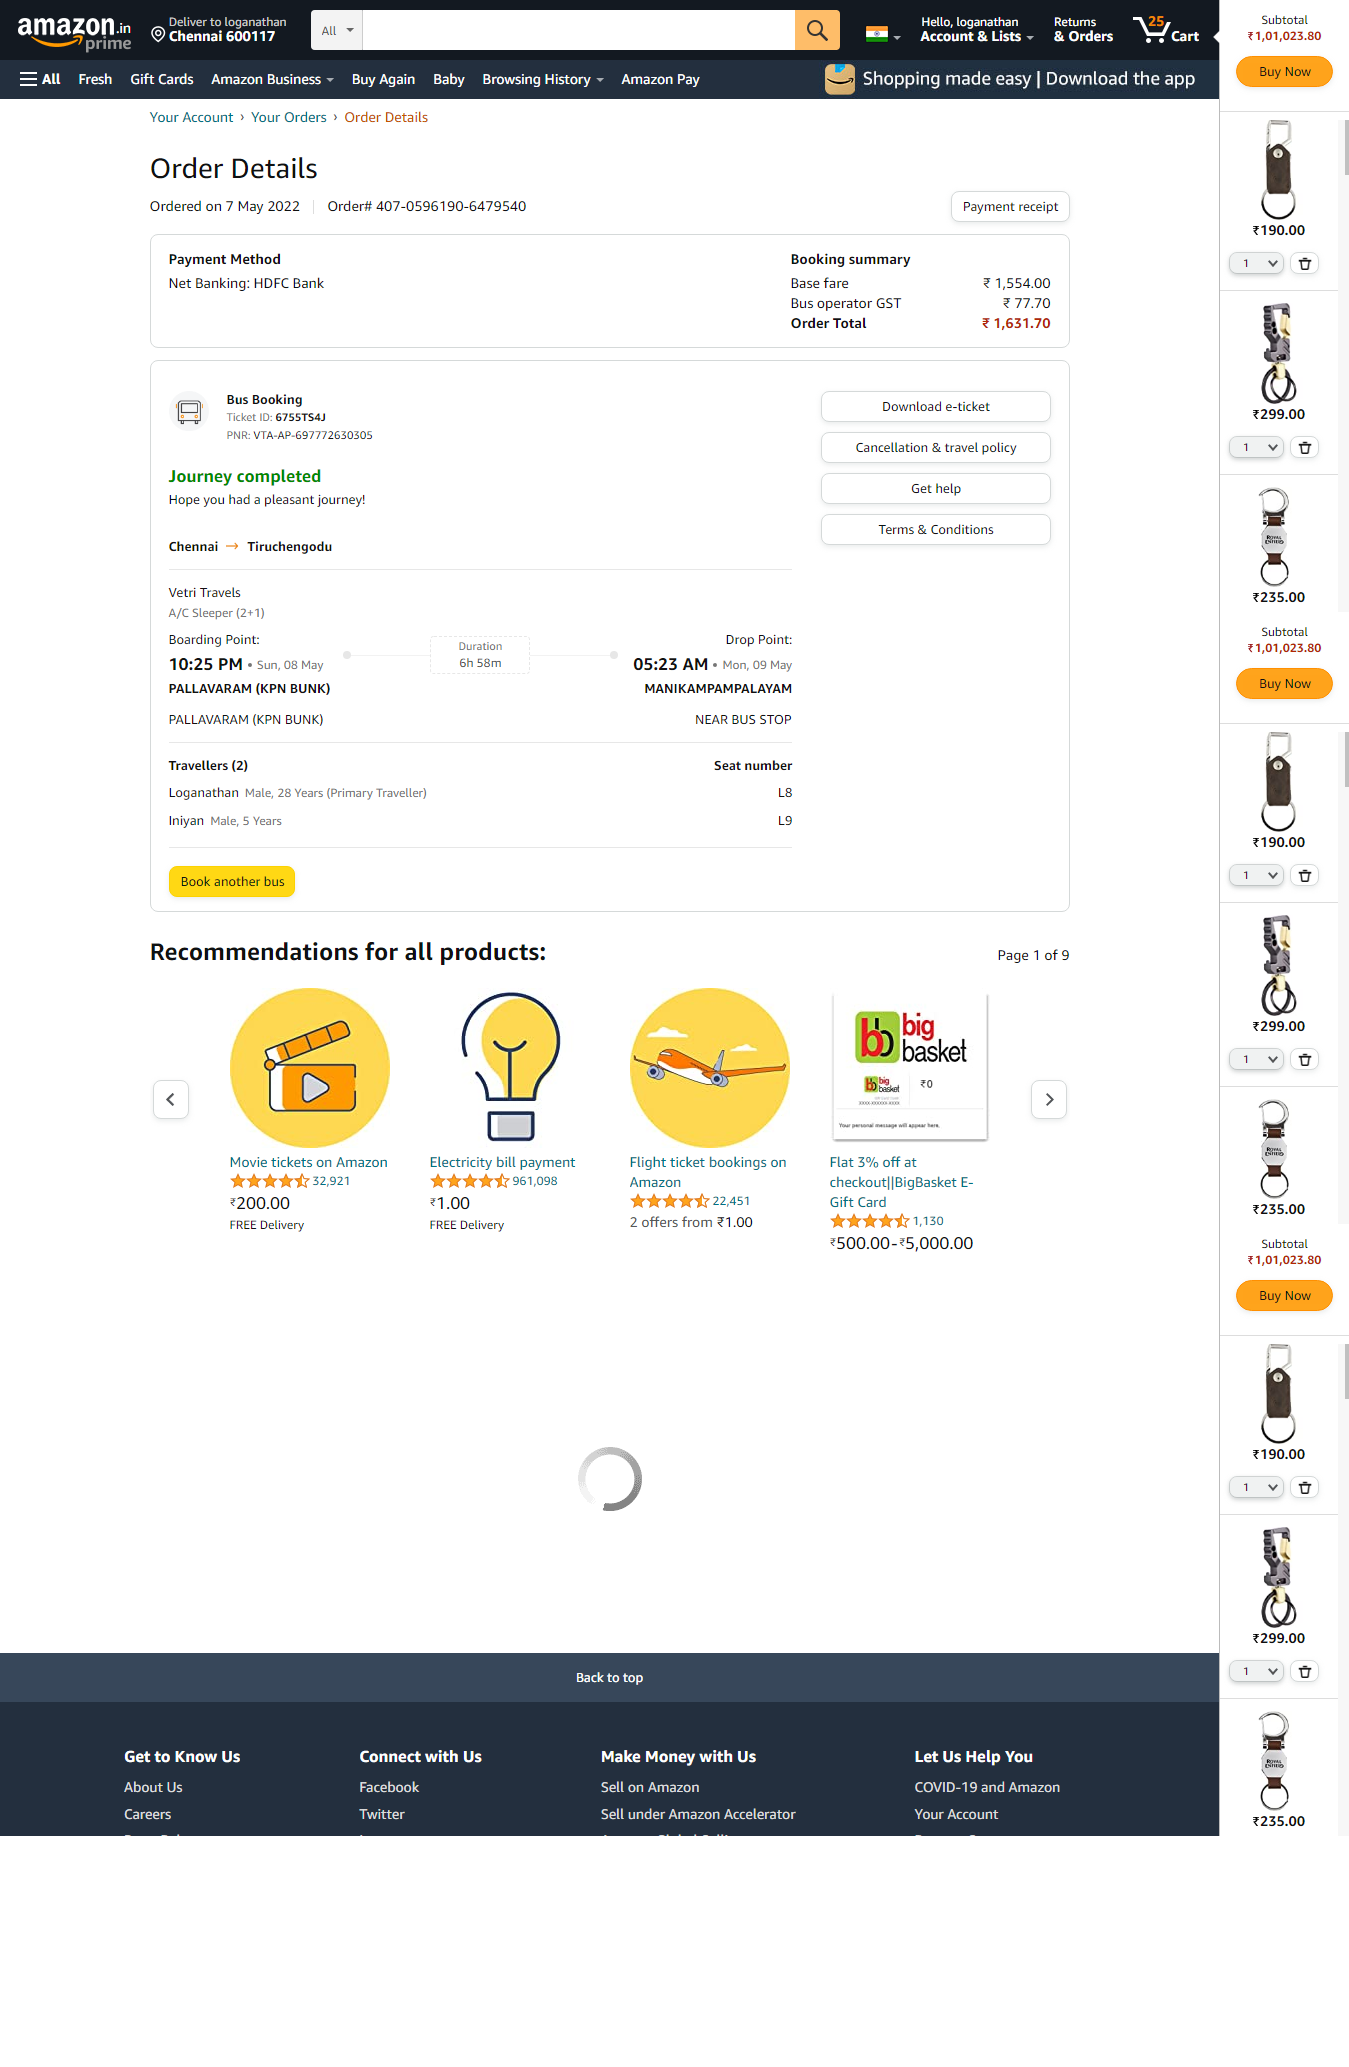 amazon.in
prime
Deliver to loganathan
Chennai 600117
All
Hello, loganathan
Account & Lists
Returns
& Orders
25
Cart
All
Fresh
Gift Cards
Amazon Business
Buy Again
Baby
Browsing History
Amazon Pay
Shopping made easy | Download the app
Your Account › Your Orders › Order Details
Order Details
Ordered on 7 May 2022 | Order# 407-0596190-6479540
Payment receipt
Payment Method
Net Banking: HDFC Bank
Booking summary
Base fare ₹ 1,554.00
Bus operator GST ₹ 77.70
Order Total ₹ 1,631.70
Bus Booking
Ticket ID: 6755TS4J
PNR: VTA-AP-697772630305
Journey completed
Hope you had a pleasant journey!
Download e-ticket
Cancellation & travel policy
Get help
Terms & Conditions
Chennai → Tiruchengodu
Vetri Travels
A/C Sleeper (2+1)
Boarding Point:
10:25 PM • Sun, 08 May
PALLAVARAM (KPN BUNK)
PALLAVARAM (KPN BUNK)
Duration
6h 58m
Drop Point:
05:23 AM • Mon, 09 May
MANIKAMPAMPALAYAM
NEAR BUS STOP
Travellers (2) Seat number
Loganathan Male, 28 Years (Primary Traveller) L8
Iniyan Male, 5 Years L9
Book another bus
Recommendations for all products:
Page 1 of 9
Movie tickets on Amazon
32,921
₹200.00
FREE Delivery
Electricity bill payment
961,098
₹1.00
FREE Delivery
Flight ticket bookings on
Amazon
22,451
2 offers from ₹1.00
big
basket
big
basket
₹0
Your personal message will appear here.
Flat 3% off at
checkout||BigBasket E-
Gift Card
1,130
₹500.00-₹5,000.00
Back to top
Get to Know Us
About Us
Careers
Connect with Us
Facebook
Twitter
Make Money with Us
Sell on Amazon
Sell under Amazon Accelerator
Let Us Help You
COVID-19 and Amazon
Your Account
Subtotal
₹1,01,023.80
Buy Now
₹190.00
1
₹299.00
1
ROYAL
ENFIELD
₹235.00
Subtotal
₹1,01,023.80
Buy Now
₹190.00
1
₹299.00
1
ROYAL
ENFIELD
₹235.00
Subtotal
₹1,01,023.80
Buy Now
₹190.00
1
₹299.00
1
ROYAL
ENFIELD
₹235.00